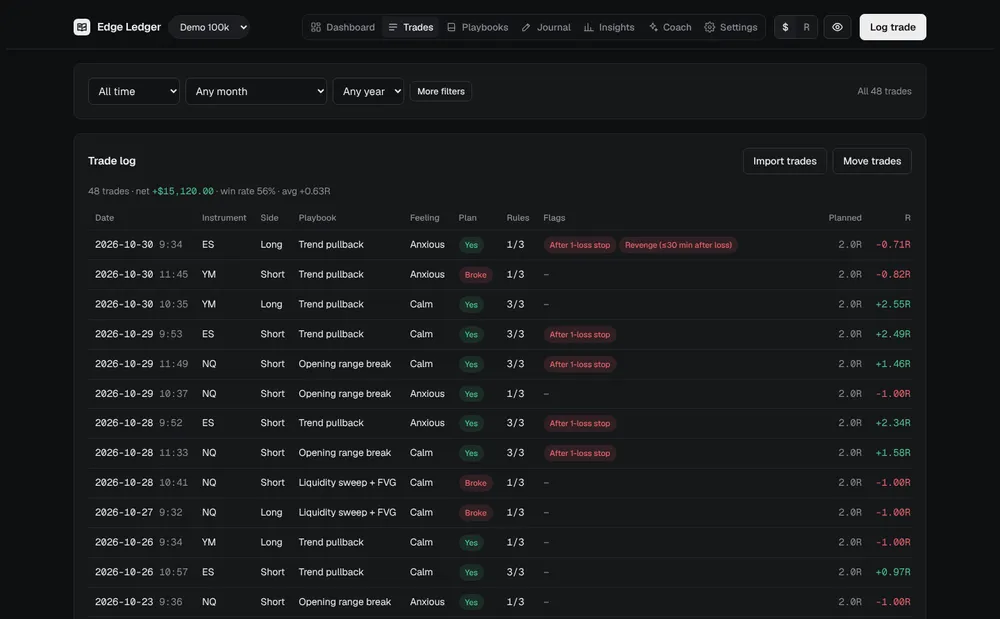 Edge Ledger Demo 100k Dashboard Trades Playbooks Journal Insights Coach Settings $ R Log trade
All time Any month Any year More filters All 48 trades
Trade log Import trades Move trades
48 trades · net +$15,120.00 · win rate 56% · avg +0.63R
Date Instrument Side Playbook Feeling Plan Rules Flags Planned R
2026-10-30 9:34 ES Long Trend pullback Anxious Yes 1/3 After 1-loss stop Revenge (≤30 min after loss) 2.0R -0.71R
2026-10-30 11:45 YM Short Trend pullback Anxious Broke 1/3 – 2.0R -0.82R
2026-10-30 10:35 YM Long Trend pullback Calm Yes 3/3 – 2.0R +2.55R
2026-10-29 9:53 ES Short Trend pullback Calm Yes 3/3 After 1-loss stop 2.0R +2.49R
2026-10-29 11:49 NQ Short Opening range break Calm Yes 3/3 After 1-loss stop 2.0R +1.46R
2026-10-29 10:37 NQ Short Opening range break Anxious Yes 1/3 – 2.0R -1.00R
2026-10-28 9:52 ES Short Trend pullback Anxious Yes 3/3 After 1-loss stop 2.0R +2.34R
2026-10-28 11:33 NQ Short Opening range break Calm Yes 3/3 After 1-loss stop 2.0R +1.58R
2026-10-28 10:41 NQ Short Liquidity sweep + FVG Calm Broke 1/3 – 2.0R -1.00R
2026-10-27 9:32 NQ Long Liquidity sweep + FVG Calm Broke 1/3 – 2.0R -1.00R
2026-10-26 9:34 YM Long Trend pullback Calm Yes 1/3 – 2.0R -1.00R
2026-10-26 10:57 ES Short Trend pullback Calm Yes 3/3 – 2.0R +0.97R
2026-10-23 9:36 NQ Short Opening range break Anxious Yes 1/3 – 2.0R -1.00R